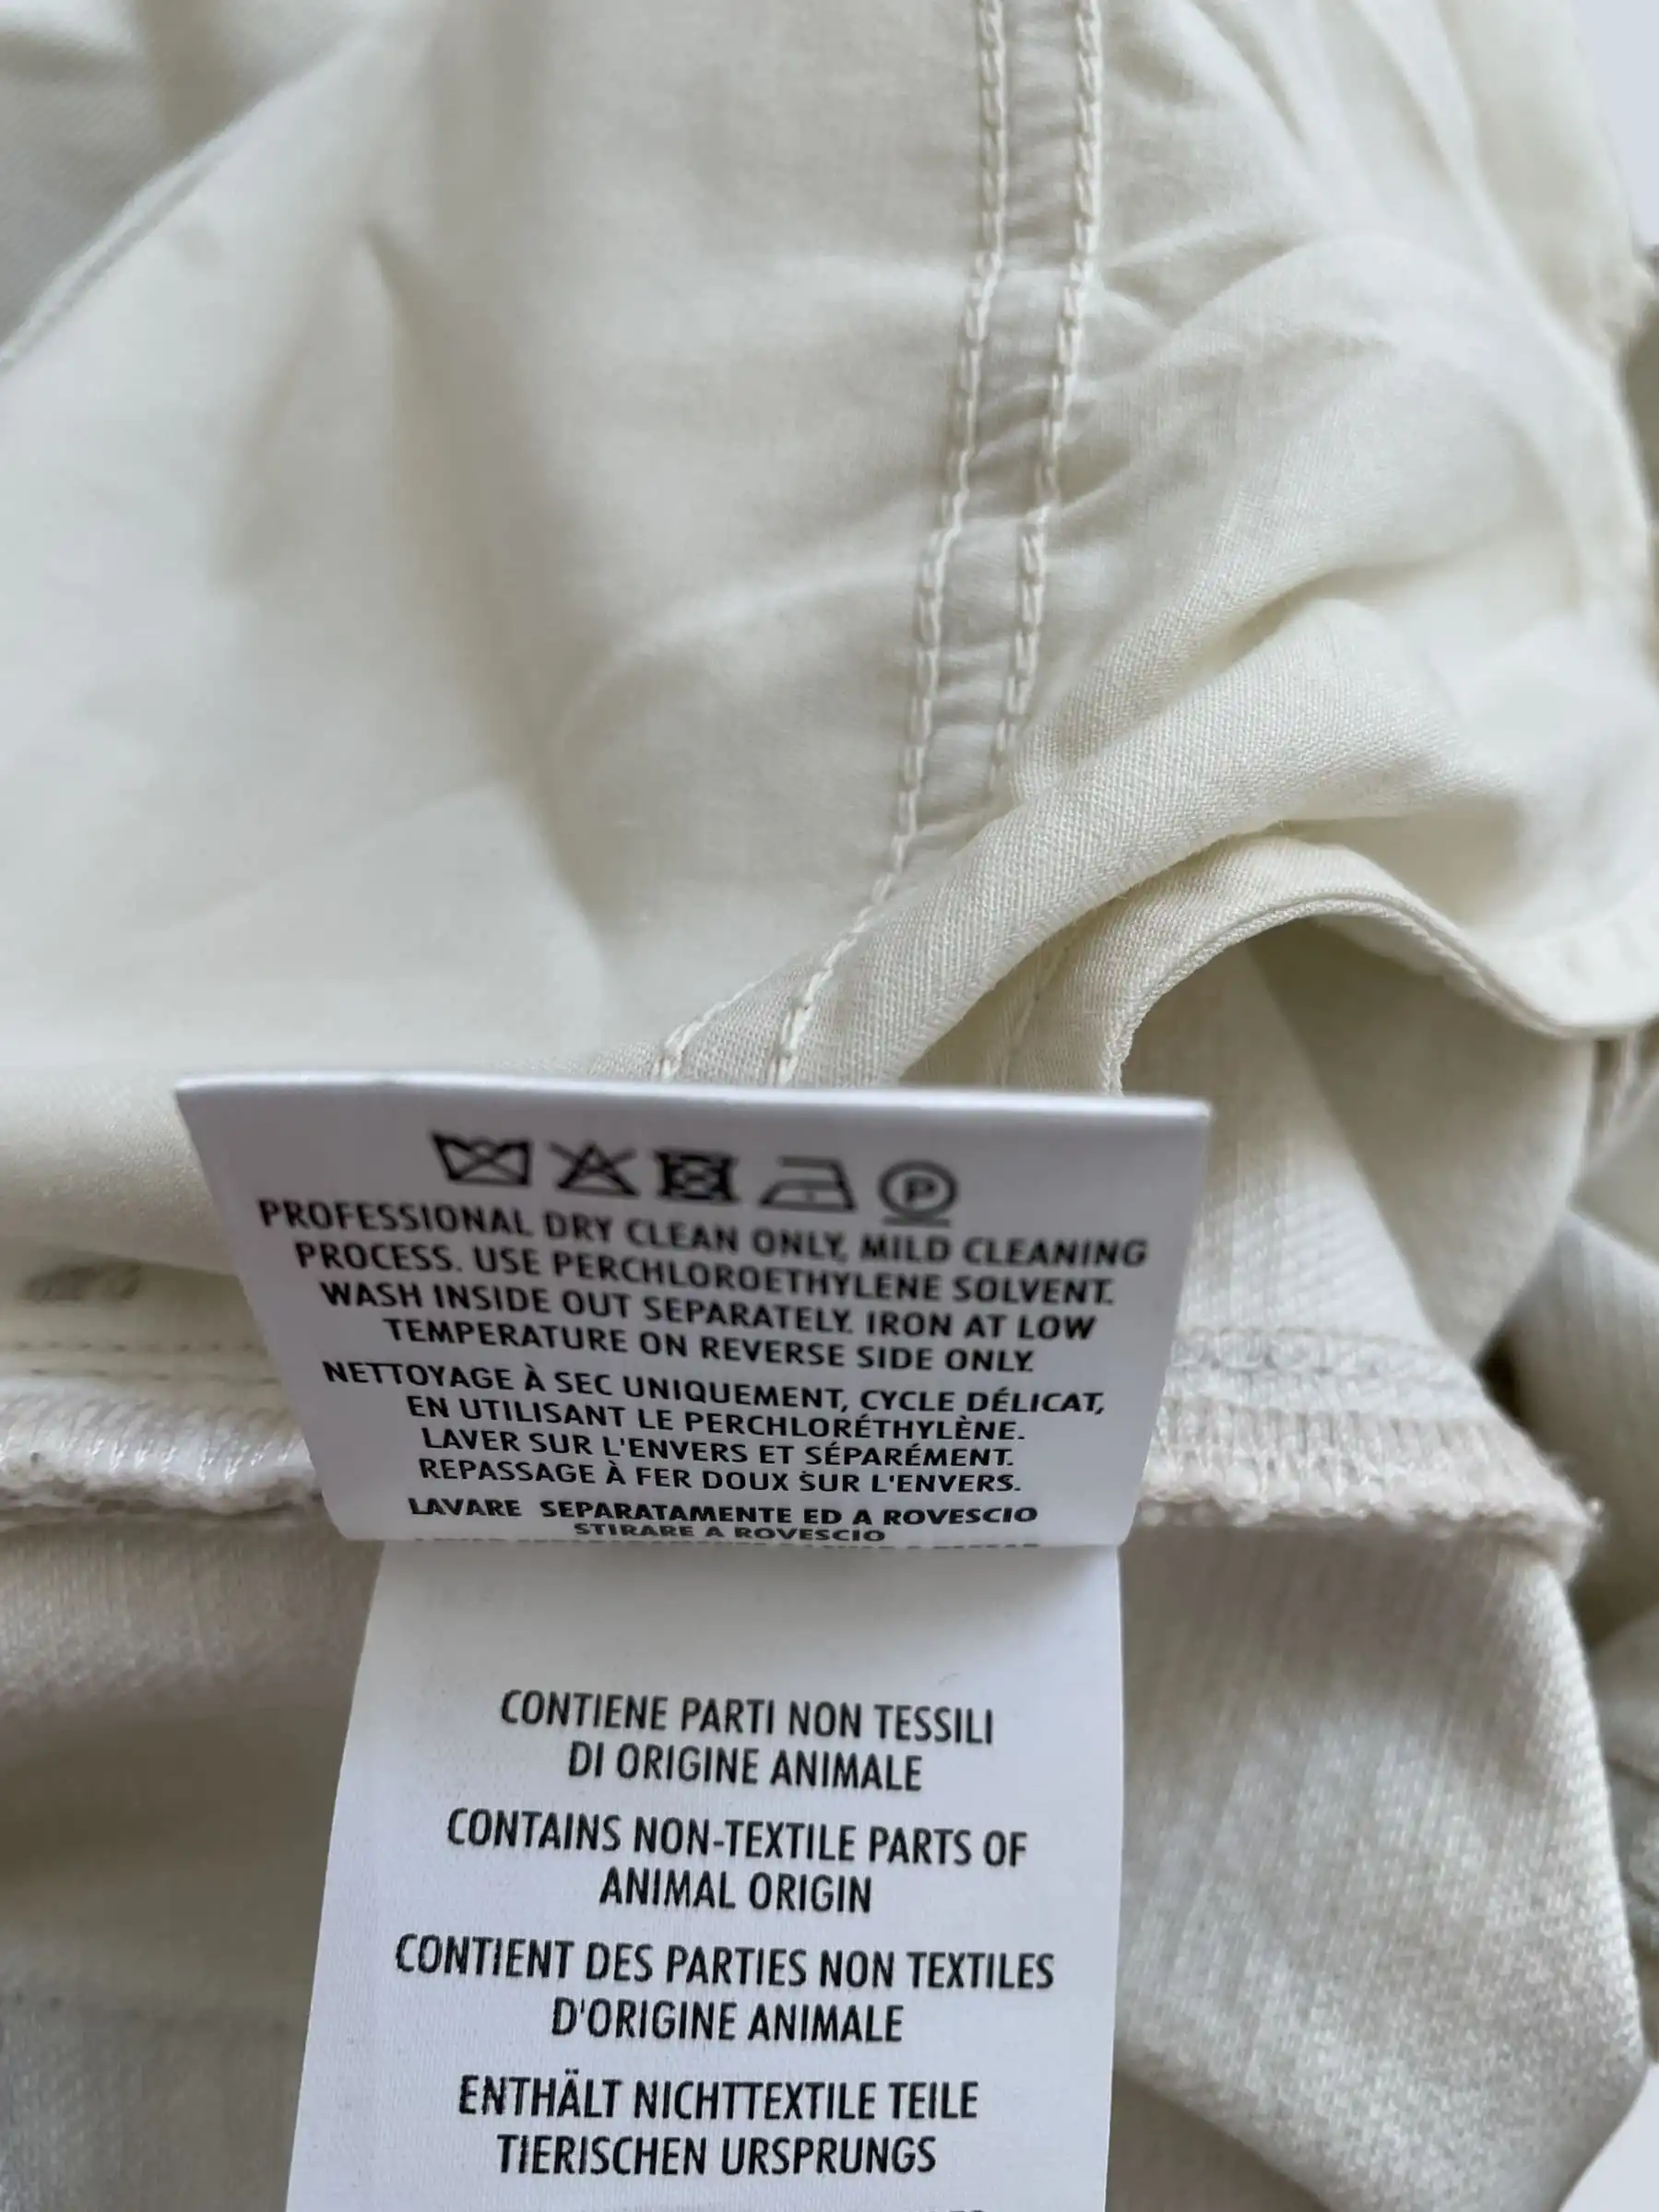 PROFESSIONAL DRY CLEAN ONLY, MILD CLEANING
PROCESS. USE PERCHLOROETHYLENE SOLVENT.
WASH INSIDE OUT SEPARATELY. IRON AT LOW
TEMPERATURE ON REVERSE SIDE ONLY.
NETTOYAGE À SEC UNIQUEMENT, CYCLE DÉLICAT,
EN UTILISANT LE PERCHLORÉTHYLÈNE.
LAVER SUR L'ENVERS ET SÉPARÉMENT.
REPASSAGE À FER DOUX SUR L'ENVERS.
LAVARE SEPARATAMENTE ED A ROVESCIO
STIRARE A ROVESCIO
CONTIENE PARTI NON TESSILI
DI ORIGINE ANIMALE
CONTAINS NON-TEXTILE PARTS OF
ANIMAL ORIGIN
CONTIENT DES PARTIES NON TEXTILES
D'ORIGINE ANIMALE
ENTHÄLT NICHTTEXTILE TEILE
TIERISCHEN URSPRUNGS